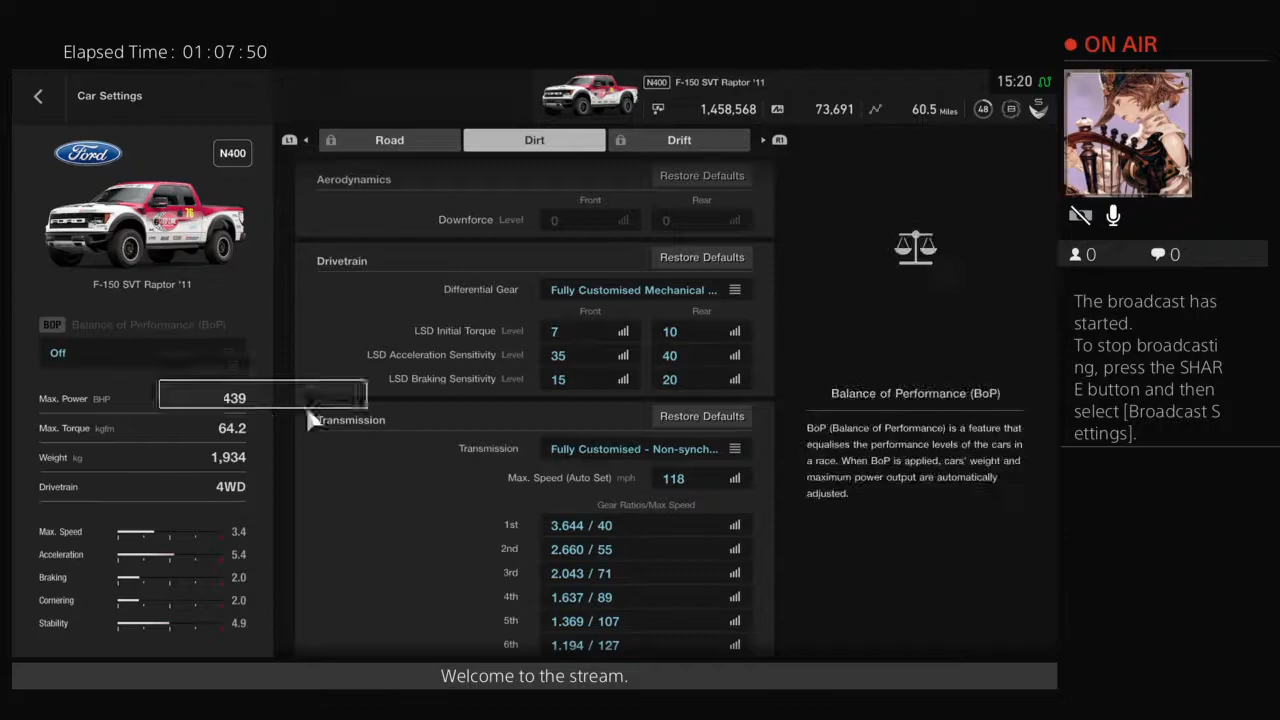 Elapsed Time: 01:07:50
ON AIR
Car Settings
N400 F-150 SVT Raptor '11
1,458,568 73,691 60.5 Miles 48 B S
15:20
Ford
N400
F-150 SVT Raptor '11
BOP Balance of Performance (BoP)
Off
Max. Power BHP 439
Max. Torque kgfm 64.2
Weight kg 1,934
Drivetrain 4WD
Max. Speed 3.4
Acceleration 5.4
Braking 2.0
Cornering 2.0
Stability 4.9
L1 Road Dirt Drift R1
Aerodynamics Restore Defaults
Front Rear
Downforce Level 0 0
Drivetrain Restore Defaults
Differential Gear Fully Customised Mechanical ...
Front Rear
LSD Initial Torque Level 7 10
LSD Acceleration Sensitivity Level 35 40
LSD Braking Sensitivity Level 15 20
Transmission Restore Defaults
Transmission Fully Customised - Non-synch...
Max. Speed (Auto Set) mph 118
Gear Ratios/Max Speed
1st 3.644 / 40
2nd 2.660 / 55
3rd 2.043 / 71
4th 1.637 / 89
5th 1.369 / 107
6th 1.194 / 127
Balance of Performance (BoP)
BoP (Balance of Performance) is a feature that
equalises the performance levels of the cars in
a race. When BoP is applied, cars' weight and
maximum power output are automatically
adjusted.
0 0
The broadcast has
started.
To stop broadcasti
ng, press the SHAR
E button and then
select [Broadcast S
ettings].
Welcome to the stream.